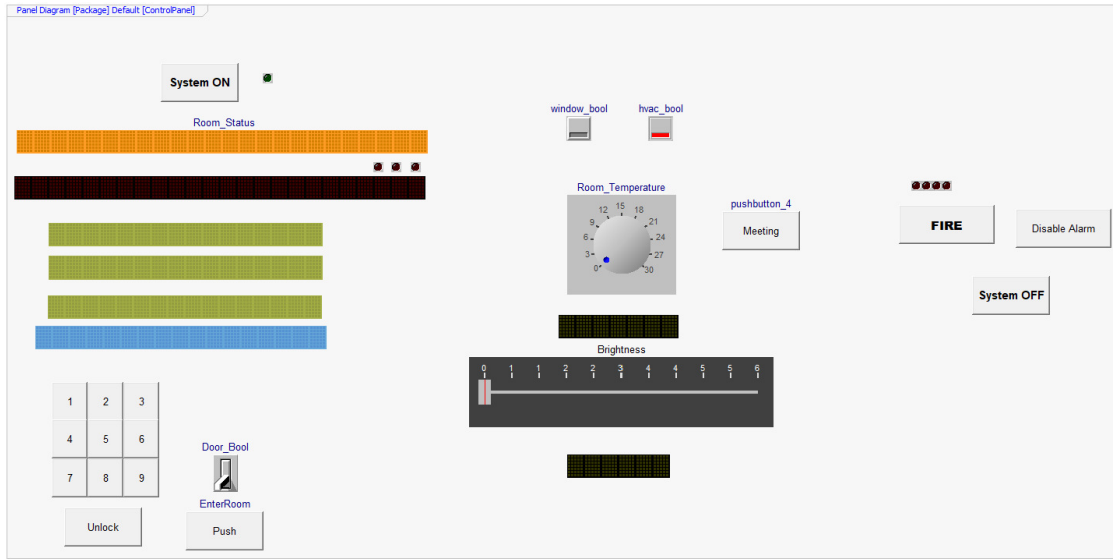 Panel Diagram [Package] Default [ControlPanel]
System ON
Room_Status
window_bool
hvac_bool
Room_Temperature
0 3 6 9 12 15 18 21 24 27 30
pushbutton_4
Meeting
FIRE
Disable Alarm
System OFF
Brightness
0 1 1 2 2 3 4 4 5 5 6
1 2 3
4 5 6
7 8 9
Unlock
Door_Bool
EnterRoom
Push